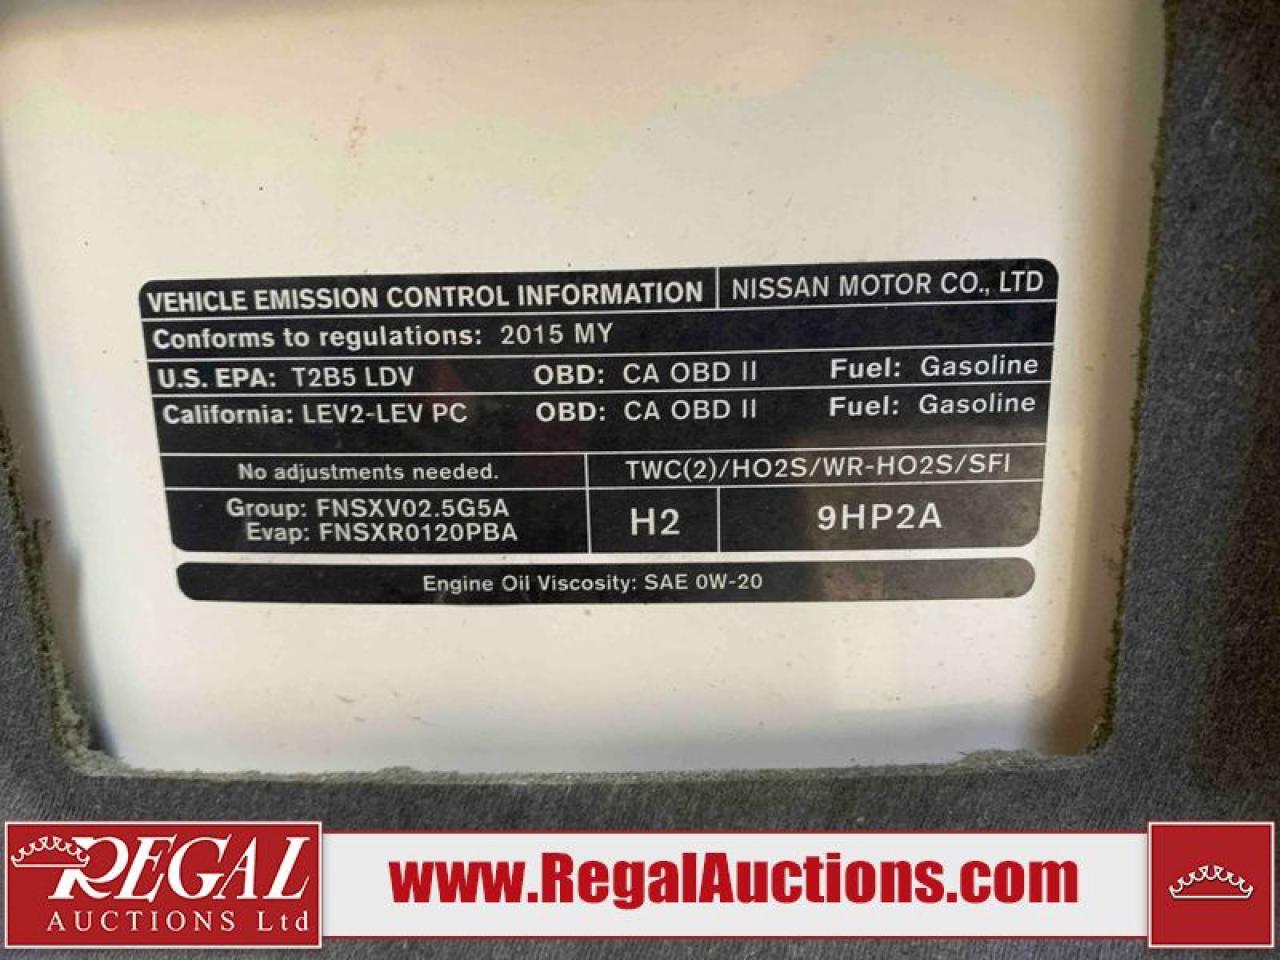 VEHICLE EMISSION CONTROL INFORMATION NISSAN MOTOR CO., LTD
Conforms to regulations: 2015 MY
U.S. EPA: T2B5 LDV OBD: CA OBD II Fuel: Gasoline
California: LEV2-LEV PC OBD: CA OBD II Fuel: Gasoline
No adjustments needed. TWC(2)/HO2S/WR-HO2S/SFI
Group: FNSXV02.5G5A
Evap: FNSXR0120PBA
H2 9HP2A
Engine Oil Viscosity: SAE 0W-20
REGAL
AUCTIONS Ltd
www.RegalAuctions.com